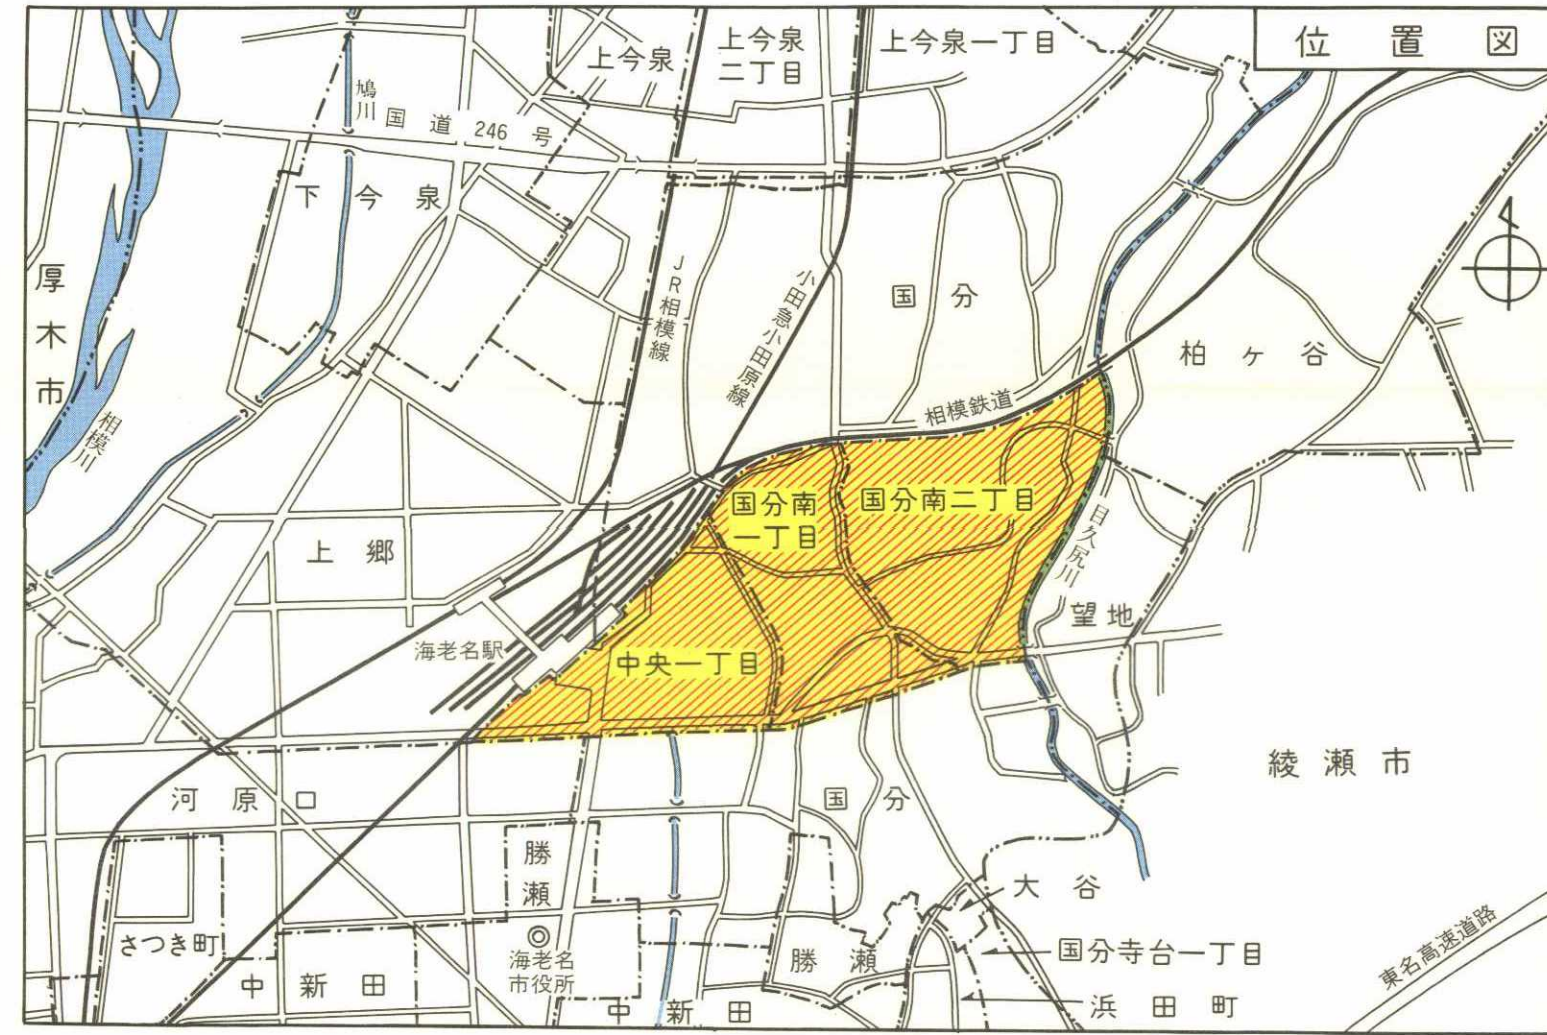 位置図
上今泉
上今泉
二丁目
上今泉一丁目
鳩川
国道246号
下今泉
厚木市
相模川
JR相模線
小田急小田原線
国分
柏ヶ谷
相模鉄道
国分南
一丁目
国分南二丁目
目久尻川
上郷
望地
海老名駅
中央一丁目
綾瀬市
河原口
国分
勝瀬
大谷
さつき町
海老名
市役所
勝瀬
国分寺台一丁目
東名高速道路
中新田
中新田
浜田町